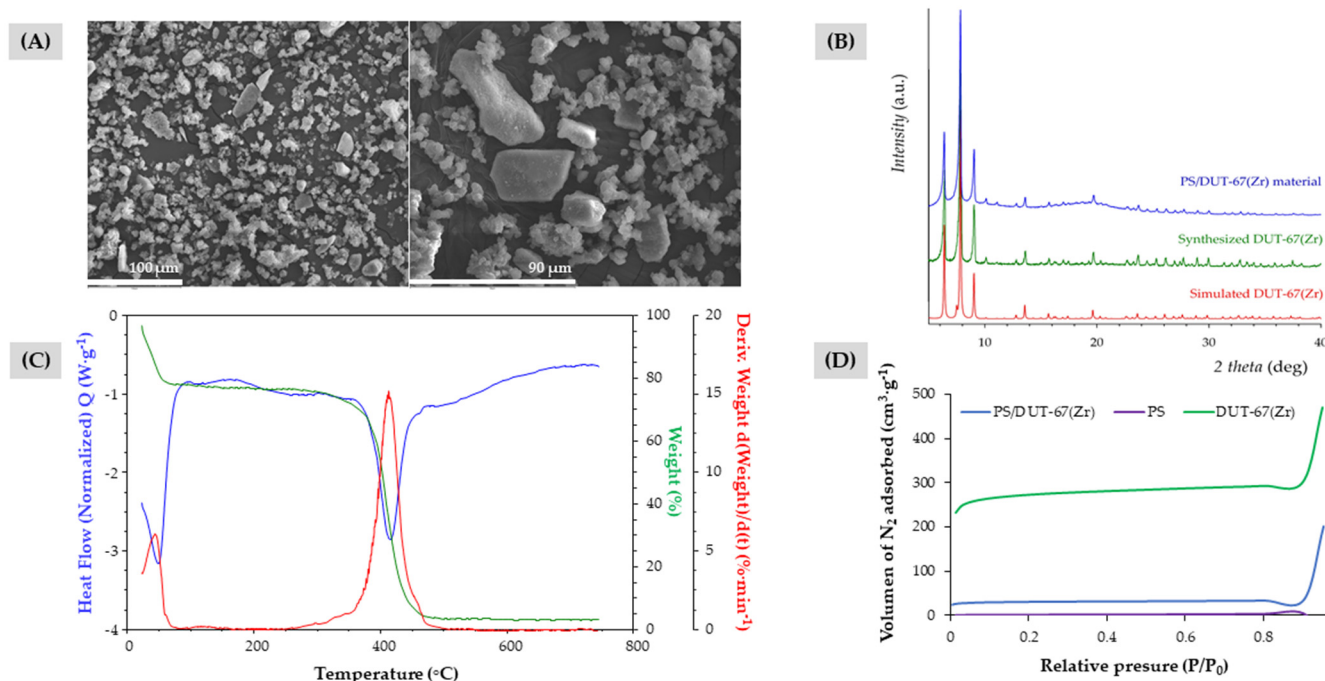 (A)
100 µm
90 µm
(B)
Intensity (a.u.)
PS/DUT-67(Zr) material
Synthesized DUT-67(Zr)
Simulated DUT-67(Zr)
10
20
30
40
2 theta (deg)
(C)
Heat Flow (Normalized) Q (W·g⁻¹)
0
-1
-2
-3
-4
0
200
400
600
800
Temperature (°C)
100
80
60
40
20
0
Weight (%)
20
15
10
5
0
Deriv. Weight d(Weight)/d(t) (%·min⁻¹)
(D)
Volumen of N₂ adsorbed (cm³·g⁻¹)
500
400
300
200
100
0
PS/DUT-67(Zr)
PS
DUT-67(Zr)
0
0.2
0.4
0.6
0.8
Relative presure (P/P₀)